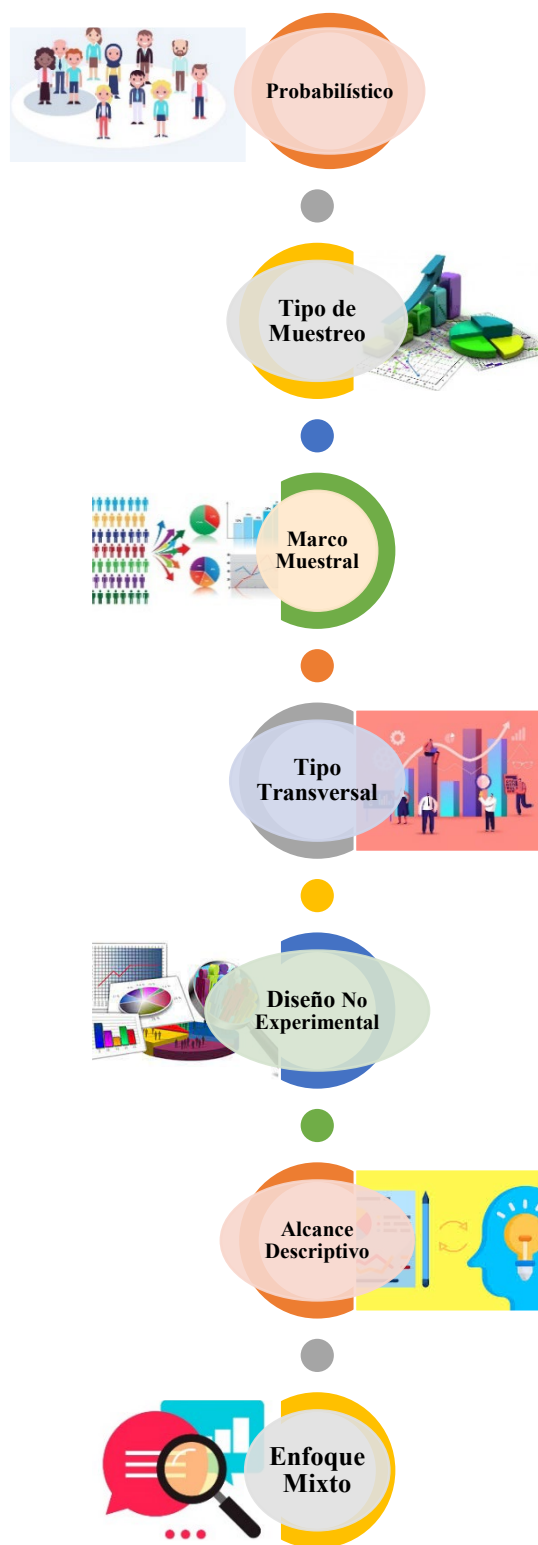 Probabilístico
Tipo de
Muestreo
Marco
Muestral
Tipo
Transversal
Diseño No
Experimental
Alcance
Descriptivo
Enfoque
Mixto